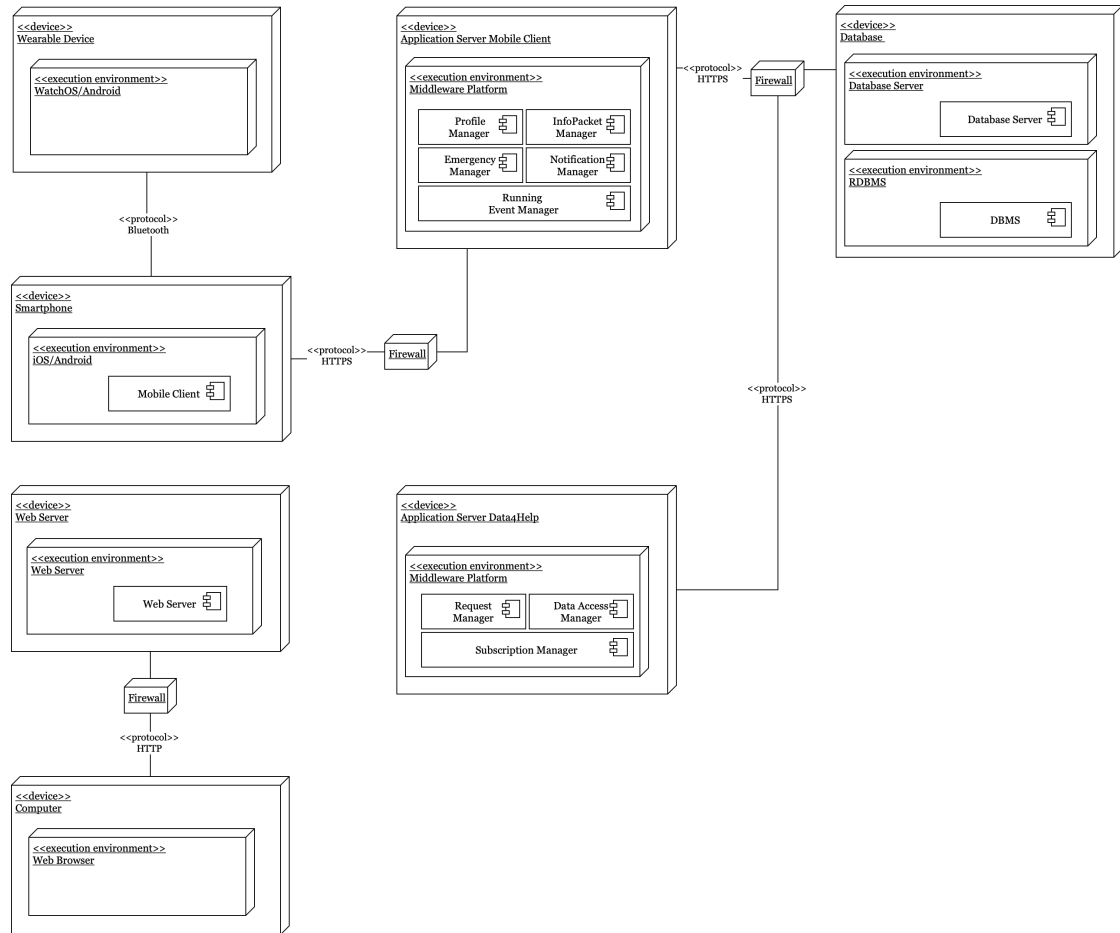 <<device>>
Wearable Device
<<execution environment>>
WatchOS/Android
<<protocol>>
Bluetooth
<<device>>
Smartphone
<<execution environment>>
iOS/Android
Mobile Client
<<protocol>>
HTTPS
Firewall
<<device>>
Application Server Mobile Client
<<execution environment>>
Middleware Platform
Profile
Manager
InfoPacket
Manager
Emergency
Manager
Notification
Manager
Running
Event Manager
<<protocol>>
HTTPS
Firewall
<<device>>
Database
<<execution environment>>
Database Server
Database Server
<<execution environment>>
RDBMS
DBMS
<<protocol>>
HTTPS
<<device>>
Web Server
<<execution environment>>
Web Server
Web Server
Firewall
<<protocol>>
HTTP
<<device>>
Computer
<<execution environment>>
Web Browser
<<device>>
Application Server Data4Help
<<execution environment>>
Middleware Platform
Request
Manager
Data Access
Manager
Subscription Manager